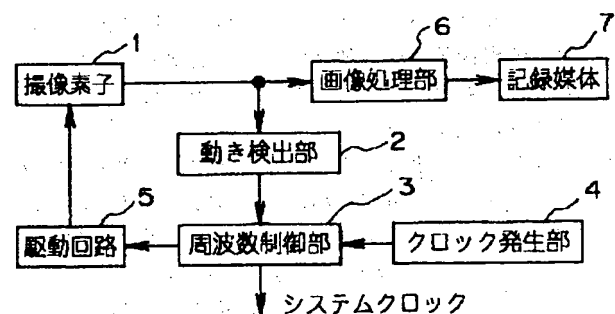 1
撮像素子
6
画像処理部
7
記録媒体
動き検出部
2
5
駆動回路
3
周波数制御部
4
クロック発生部
システムクロック